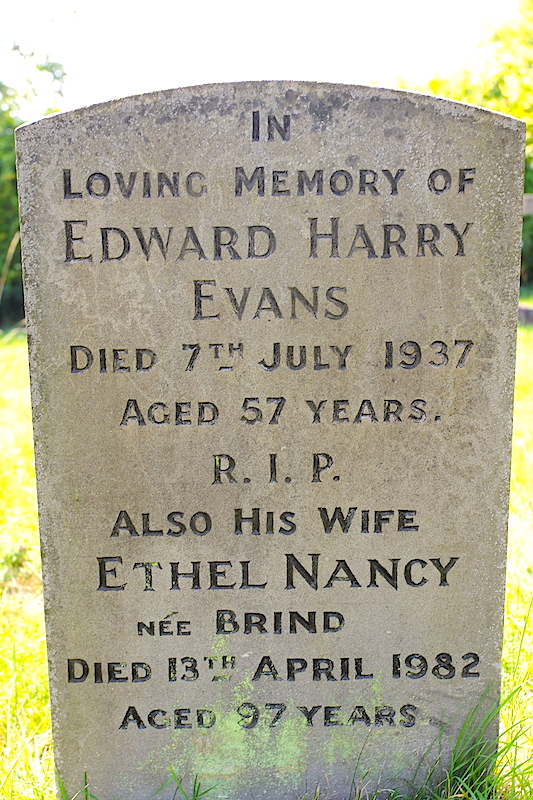 IN
LOVING MEMORY OF
EDWARD HARRY
EVANS
DIED 7TH JULY 1937
AGED 57 YEARS.
R. I. P.
ALSO HIS WIFE
ETHEL NANCY
NÉE BRIND
DIED 13TH APRIL 1982
AGED 97 YEARS